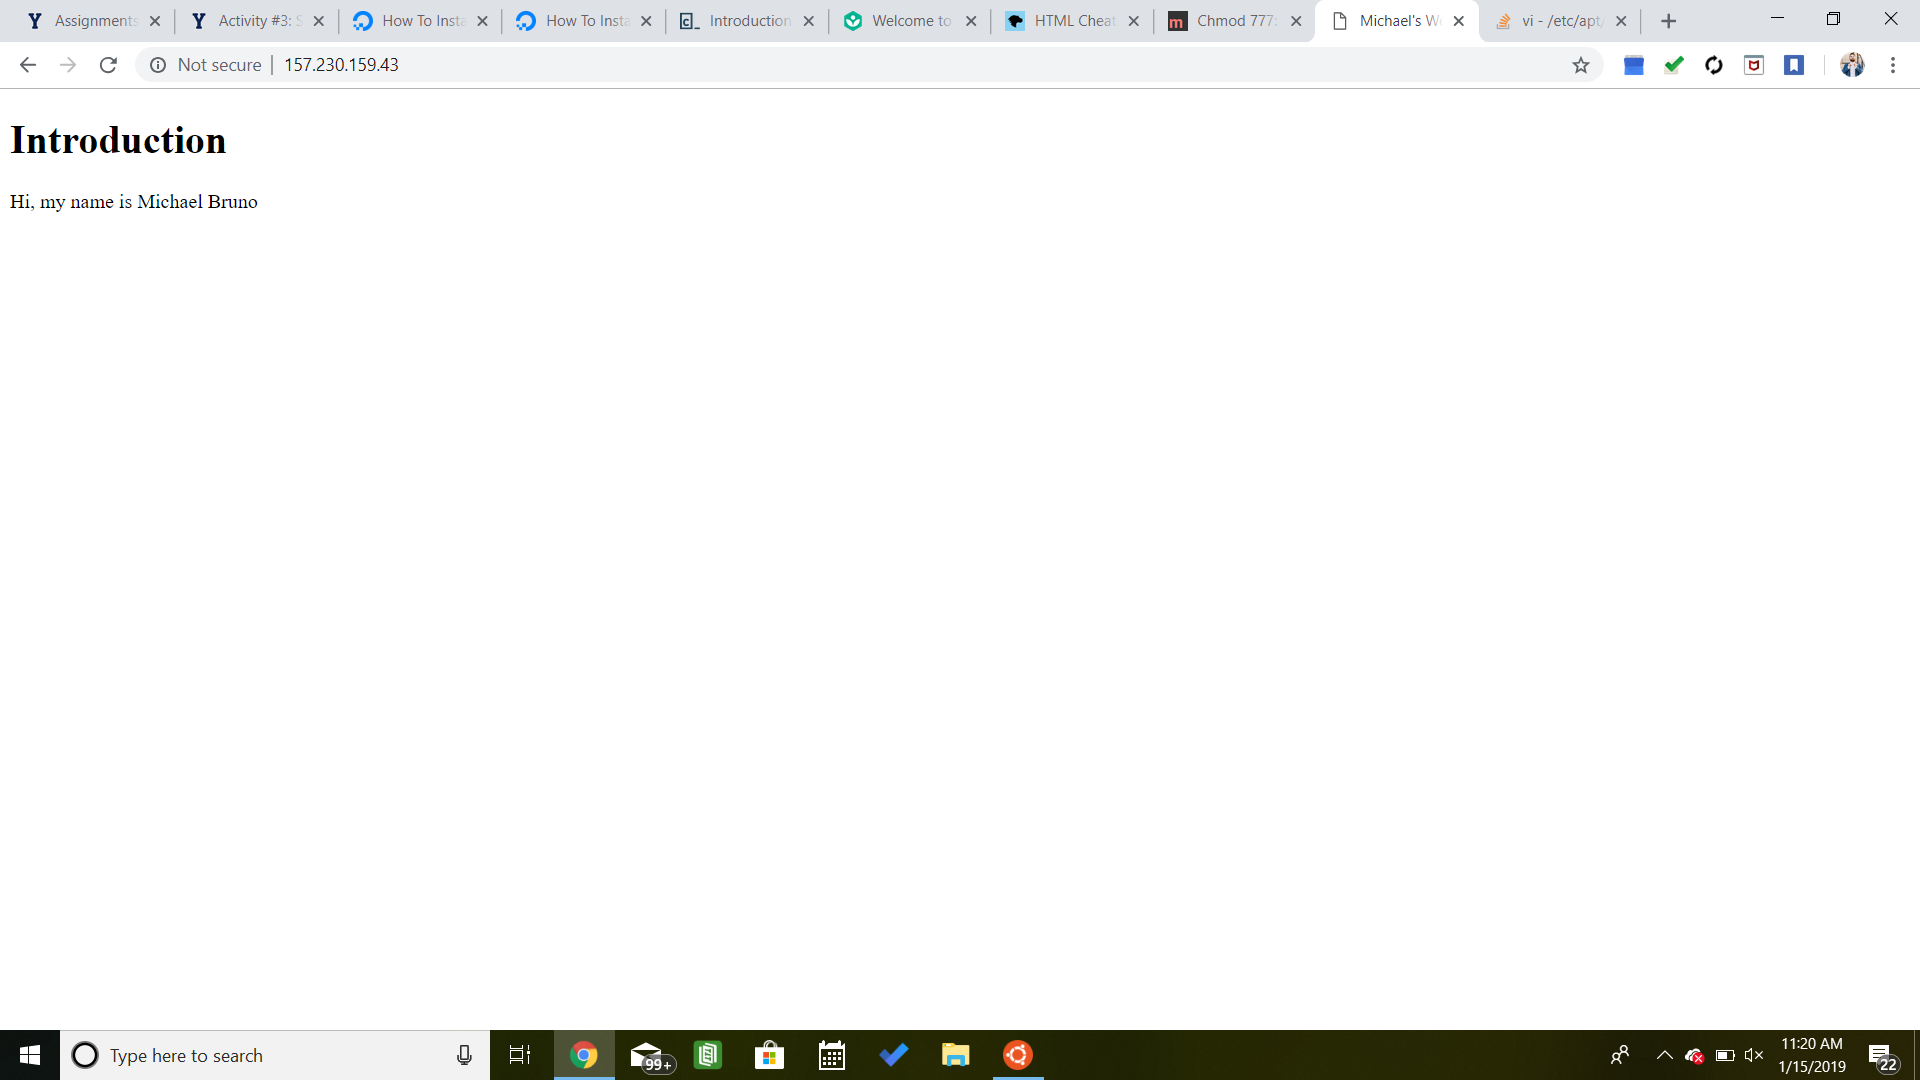 Assignments
Activity #3: S
How To Insta
How To Insta
Introduction
Welcome to
HTML Cheat
Chmod 777:
Michael's W
vi - /etc/apt/
Not secure
157.230.159.43
Introduction
Hi, my name is Michael Bruno
Type here to search
99+
11:20 AM
1/15/2019
22